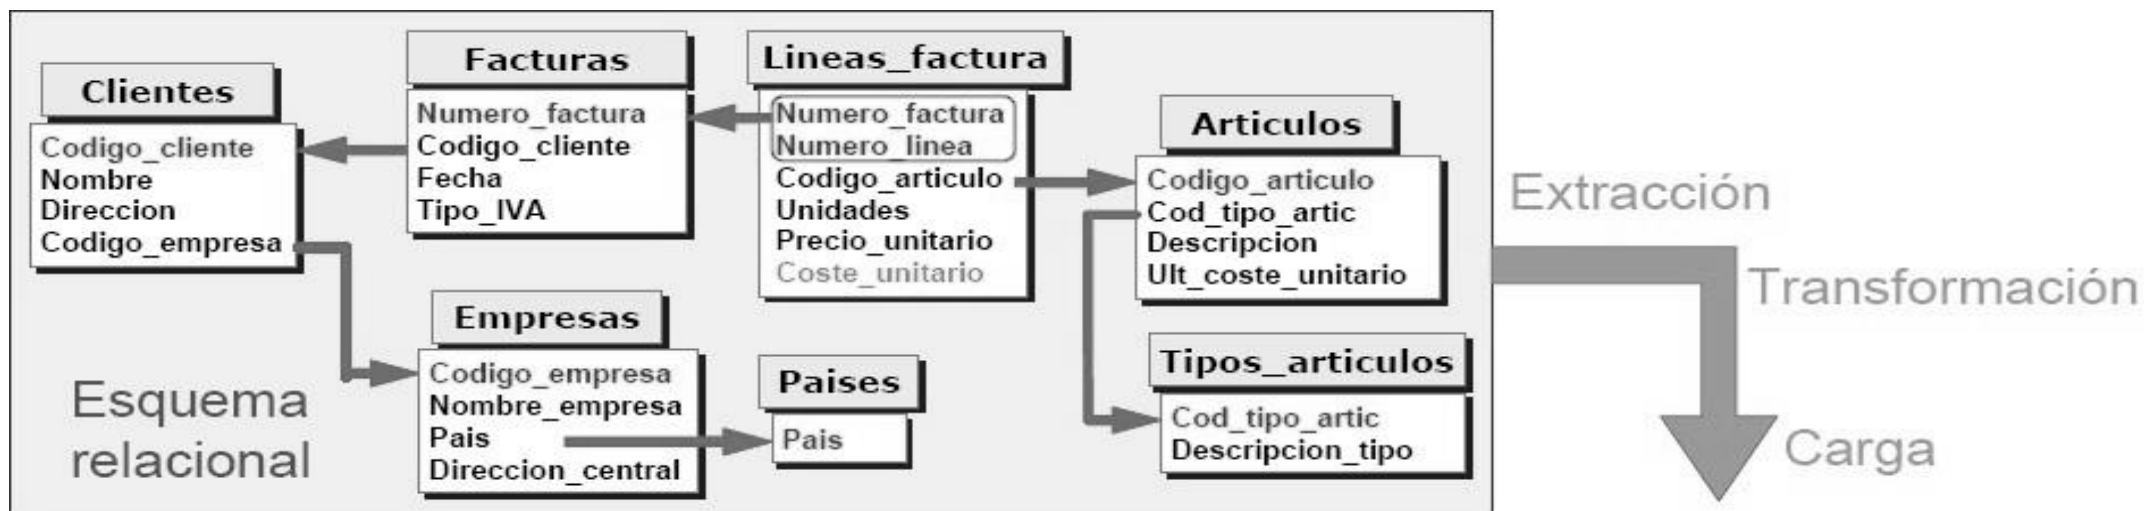 Clientes
Codigo_cliente
Nombre
Direccion
Codigo_empresa
Facturas
Numero_factura
Codigo_cliente
Fecha
Tipo_IVA
Lineas_factura
Numero_factura
Numero_linea
Codigo_articulo
Unidades
Precio_unitario
Coste_unitario
Articulos
Codigo_articulo
Cod_tipo_artic
Descripcion
Ult_coste_unitario
Empresas
Codigo_empresa
Nombre_empresa
Pais
Direccion_central
Paises
Pais
Tipos_articulos
Cod_tipo_artic
Descripcion_tipo
Esquema
relacional
Extracción
Transformación
Carga